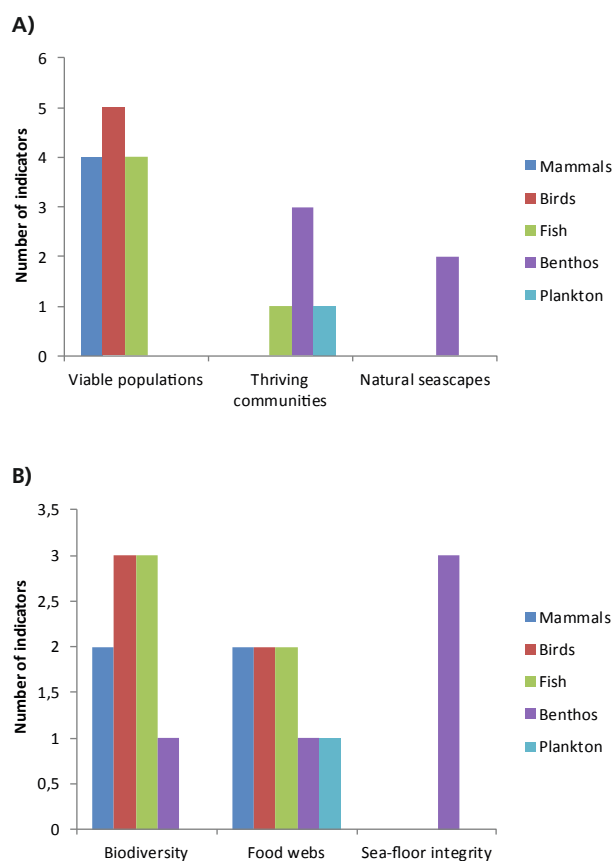 A)
Number of indicators
6
5
4
3
2
1
0
Viable populations
Thriving
communities
Natural seascapes
Mammals
Birds
Fish
Benthos
Plankton
B)
Number of indicators
3,5
3
2,5
2
1,5
1
0,5
0
Biodiversity
Food webs
Sea-floor integrity
Mammals
Birds
Fish
Benthos
Plankton